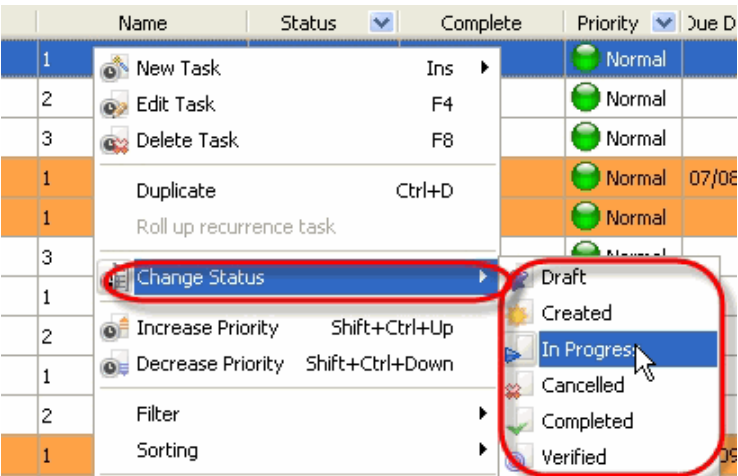 Name Status Complete Priority Due D
1 Normal
New Task Ins
2 Normal
Edit Task F4
3 Normal
Delete Task F8
1 Normal 07/08
Duplicate Ctrl+D
1 Normal
Roll up recurrence task
3 Normal
Change Status Draft
1
Created
2
Increase Priority Shift+Ctrl+Up
In Progress
1
Decrease Priority Shift+Ctrl+Down
Cancelled
2
Filter Completed
1
Sorting Verified 09